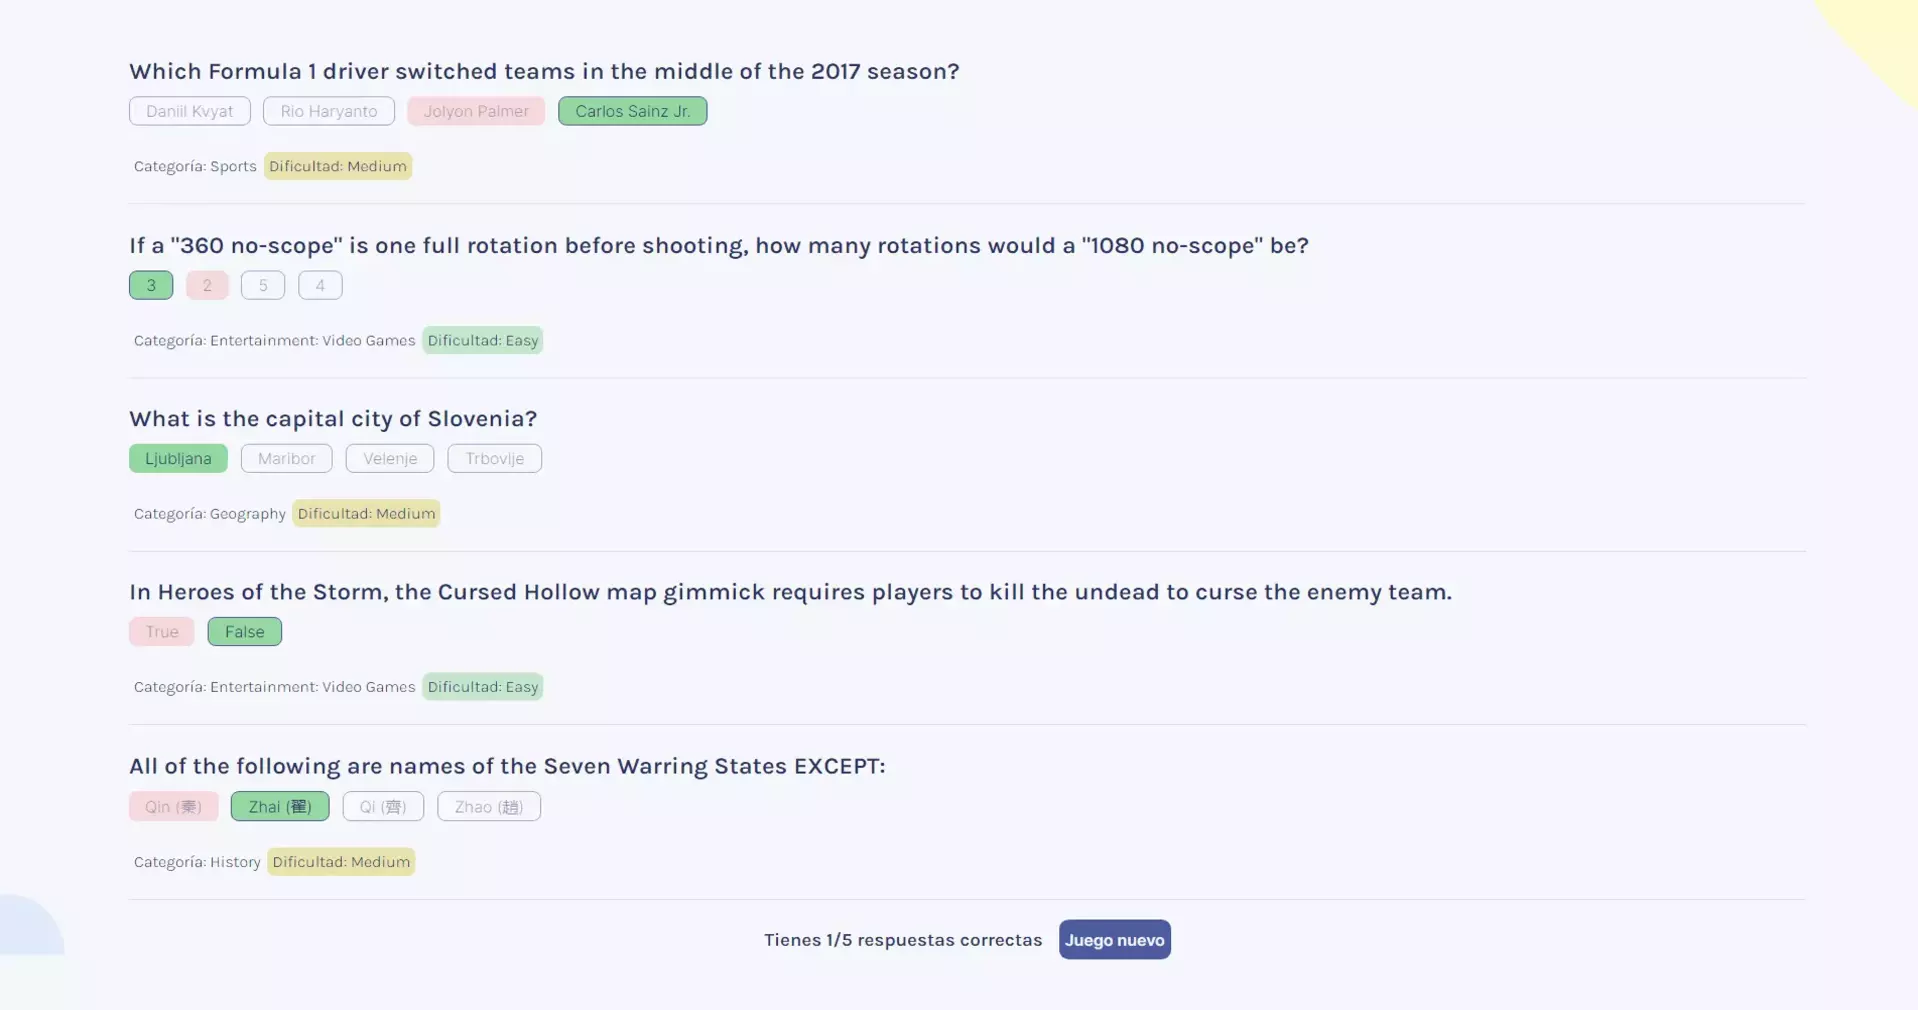 Which Formula 1 driver switched teams in the middle of the 2017 season?
Daniil Kvyat Rio Haryanto Jolyon Palmer Carlos Sainz Jr.
Categoría: Sports Dificultad: Medium
If a "360 no-scope" is one full rotation before shooting, how many rotations would a "1080 no-scope" be?
3 2 5 4
Categoría: Entertainment: Video Games Dificultad: Easy
What is the capital city of Slovenia?
Ljubljana Maribor Velenje Trbovlje
Categoría: Geography Dificultad: Medium
In Heroes of the Storm, the Cursed Hollow map gimmick requires players to kill the undead to curse the enemy team.
True False
Categoría: Entertainment: Video Games Dificultad: Easy
All of the following are names of the Seven Warring States EXCEPT:
Qin (秦) Zhai (翟) Qi (齊) Zhao (趙)
Categoría: History Dificultad: Medium
Tienes 1/5 respuestas correctas Juego nuevo